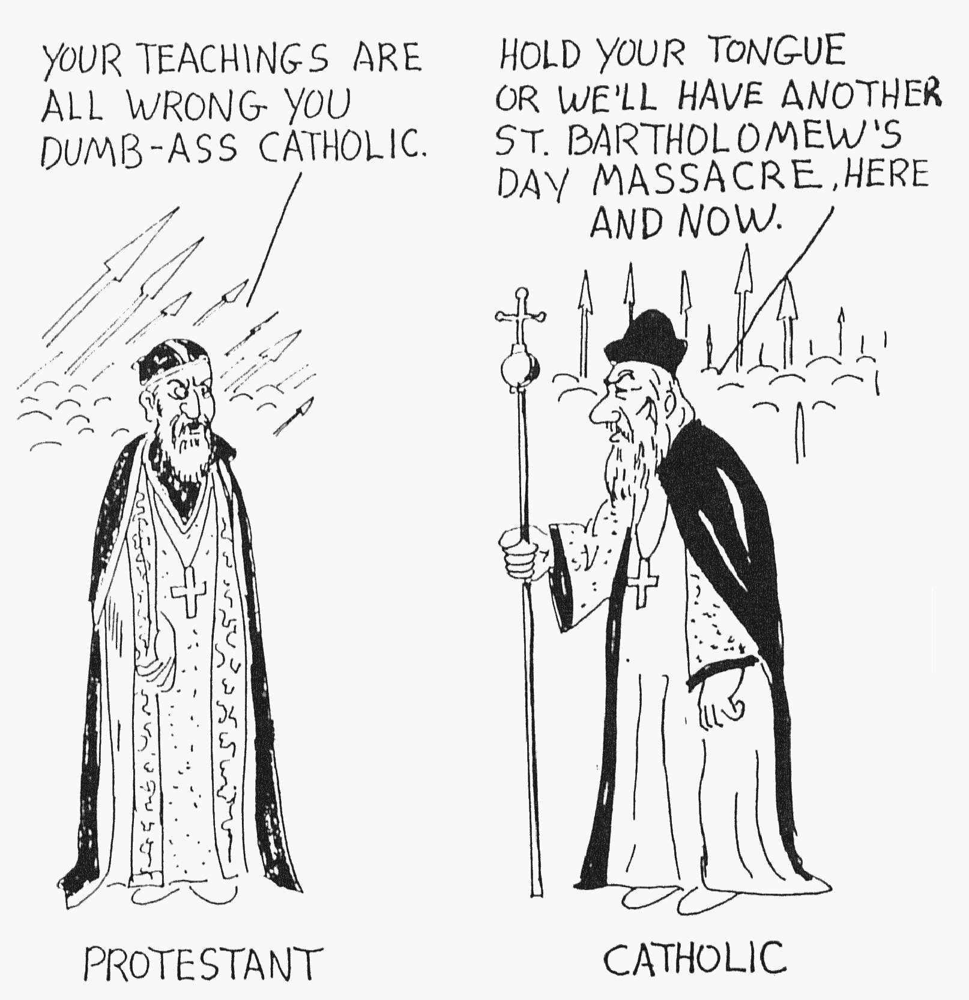 YOUR TEACHINGS ARE
ALL WRONG YOU
DUMB-ASS CATHOLIC.
HOLD YOUR TONGUE
OR WE'LL HAVE ANOTHER
ST. BARTHOLOMEW'S
DAY MASSACRE, HERE
AND NOW.
PROTESTANT
CATHOLIC